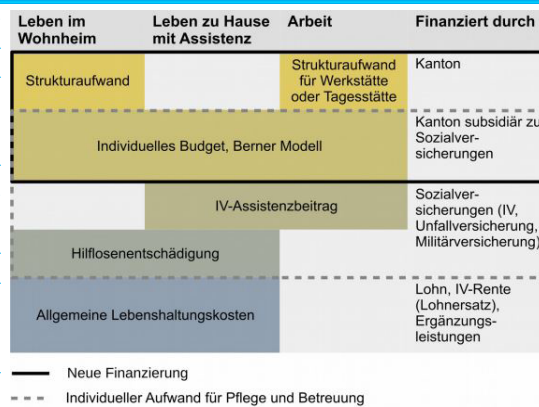 Leben im
Wohnheim
Leben zu Hause
mit Assistenz
Arbeit
Finanziert durch
Strukturaufwand
Strukturaufwand
für Werkstätte
oder Tagesstätte
Kanton
Individuelles Budget, Berner Modell
Kanton subsidiär zu
Sozialver-
sicherungen
IV-Assistenzbeitrag
Sozialver-
sicherungen (IV,
Unfallversicherung,
Militärversicherung)
Hilflosenentschädigung
Allgemeine Lebenshaltungskosten
Lohn, IV-Rente
(Lohnersatz),
Ergänzungs-
leistungen
Neue Finanzierung
Individueller Aufwand für Pflege und Betreuung